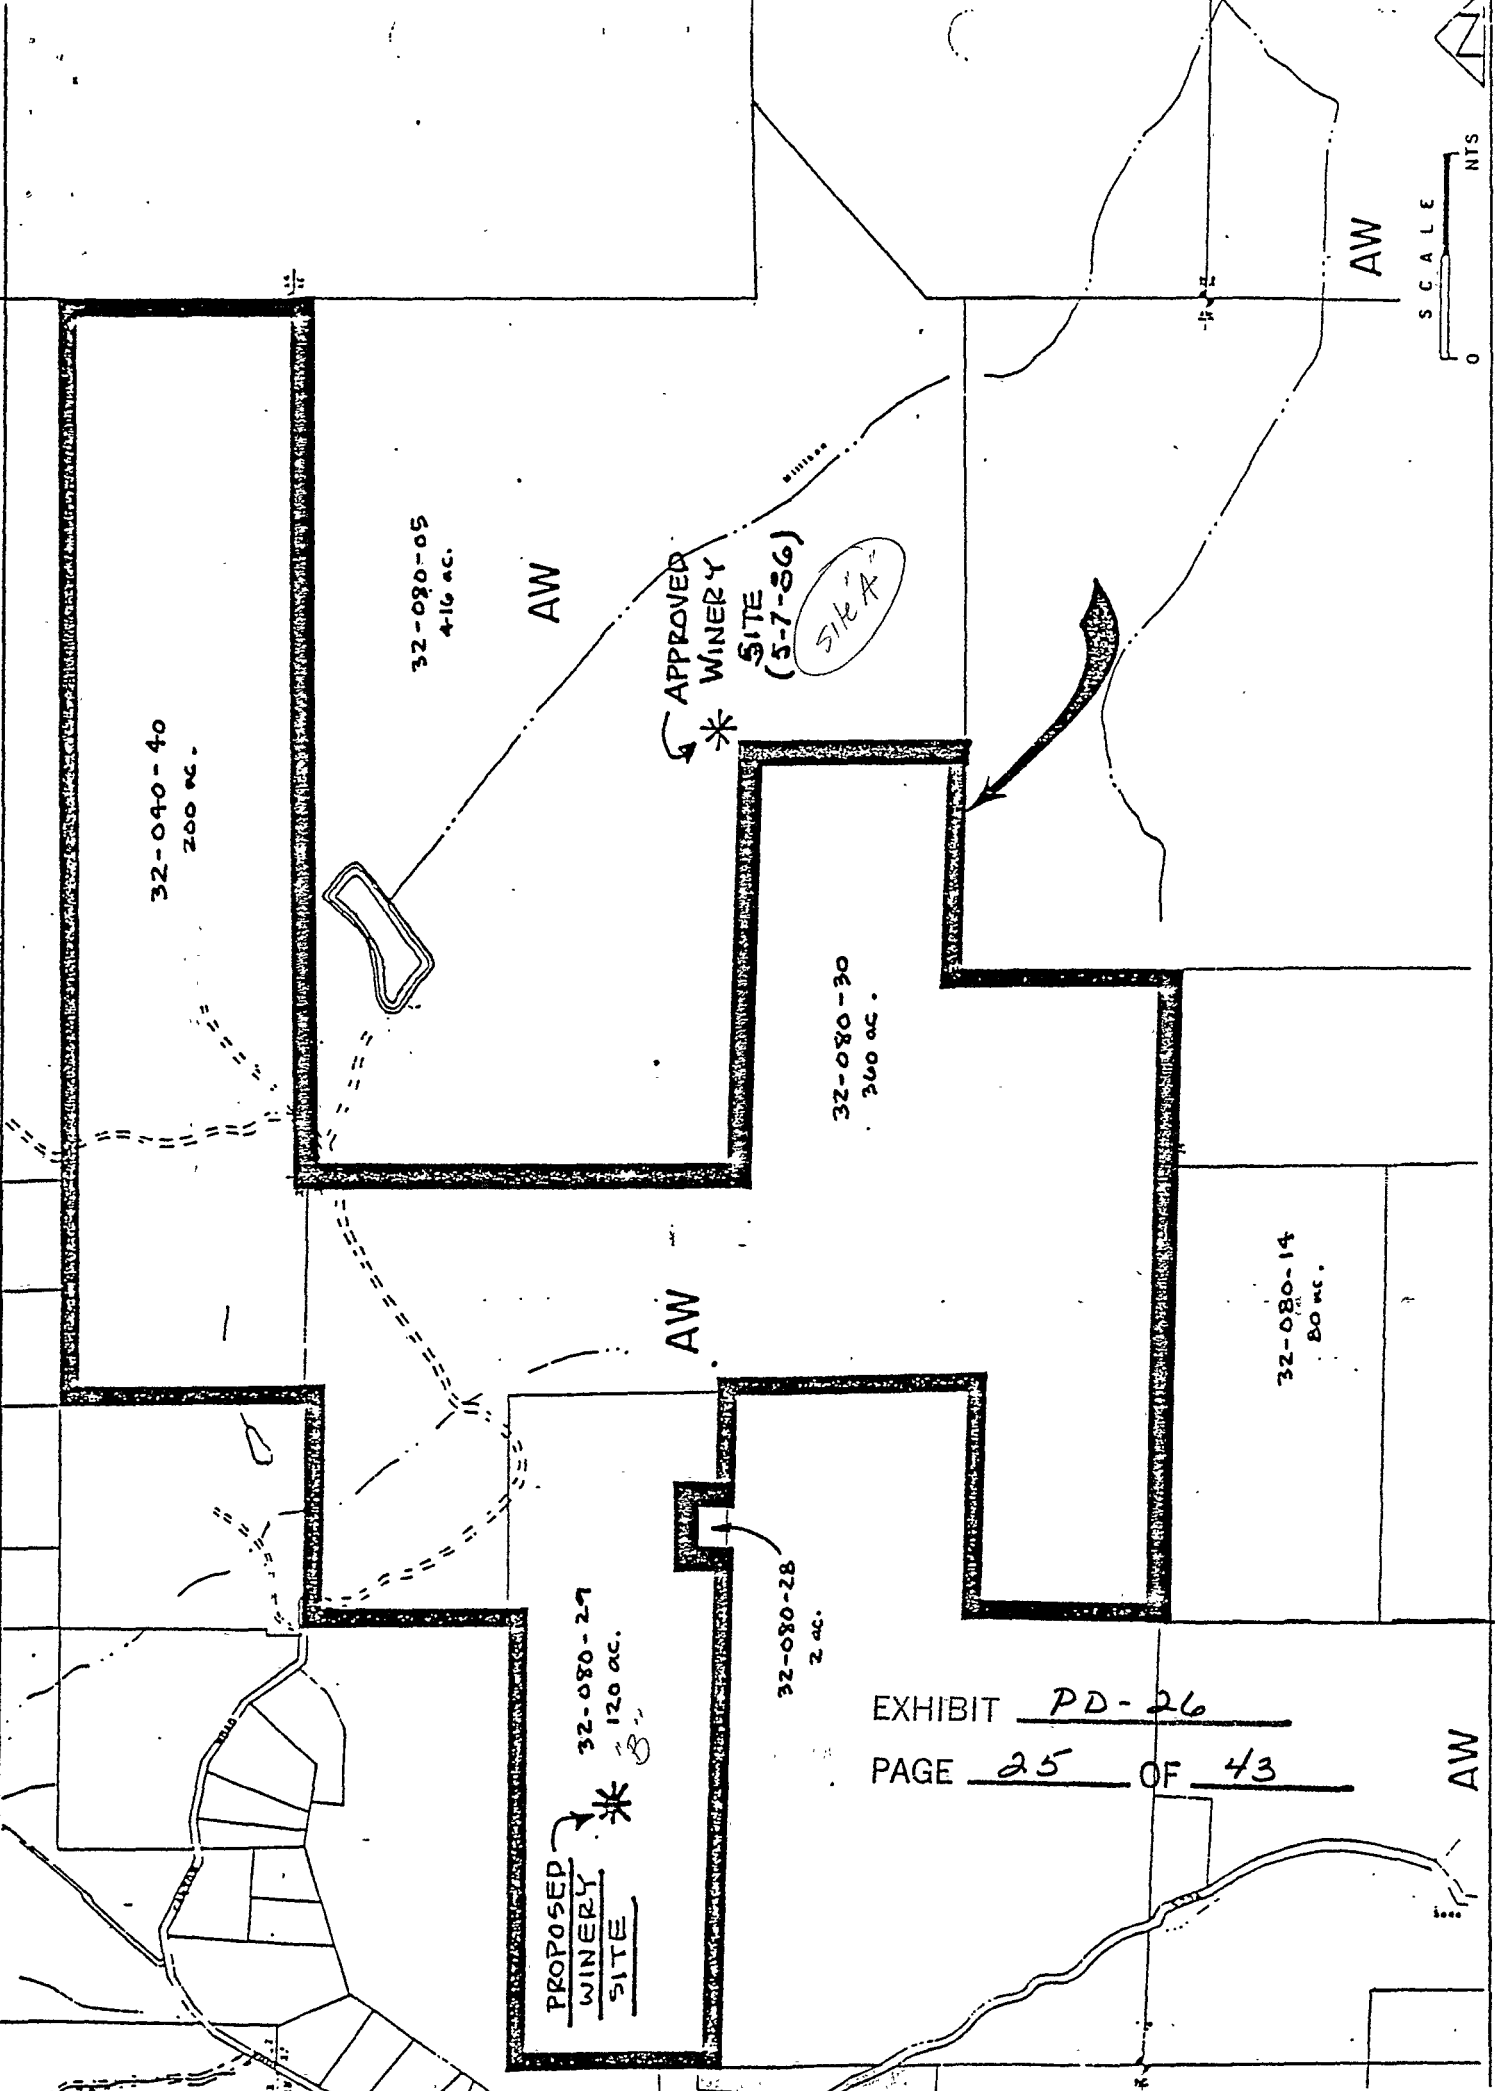 32-040-40
200 ac.
32-080-05
416 ac.
AW
APPROVED
WINERY
SITE
(5-7-86)
Site "A"
AW
SCALE
0 NTS
32-080-30
360 ac.
AW
32-080-14
80 ac.
32-080-29
120 ac.
"B"
PROPOSED
WINERY
SITE
32-080-28
2 ac.
EXHIBIT PD-26
PAGE 25 OF 43
AW